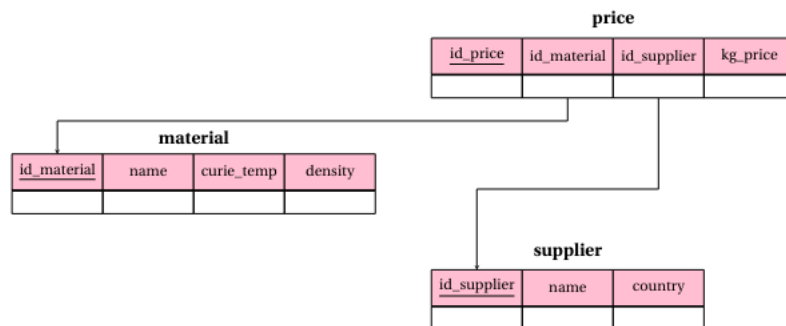 price
id_price id_material id_supplier kg_price
material
id_material name curie_temp density
supplier
id_supplier name country